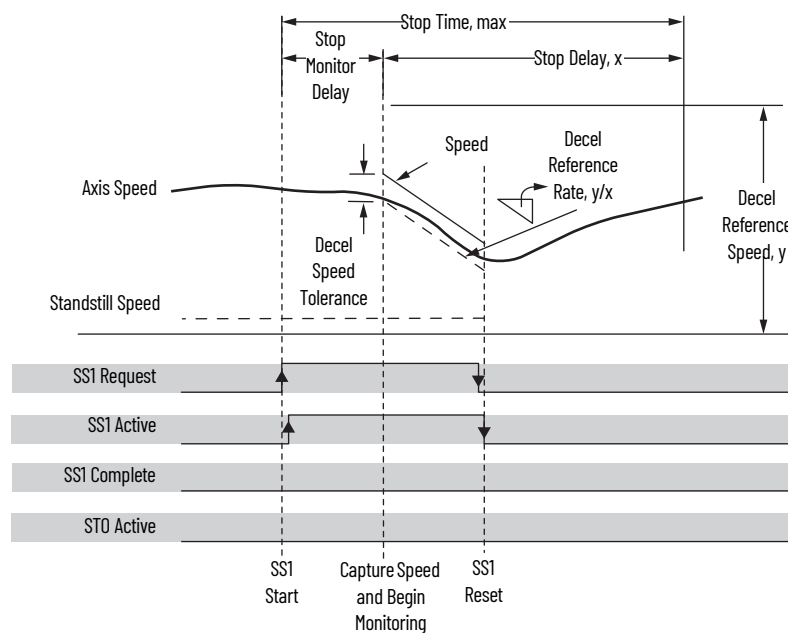 Stop Time, max
Stop
Monitor
Delay
Stop Delay, x
Speed
Decel
Reference
Rate, y/x
Axis Speed
Decel
Reference
Speed, y
Decel
Speed
Tolerance
Standstill Speed
SS1 Request
SS1 Active
SS1 Complete
STO Active
SS1
Start
Capture Speed
and Begin
Monitoring
SS1
Reset